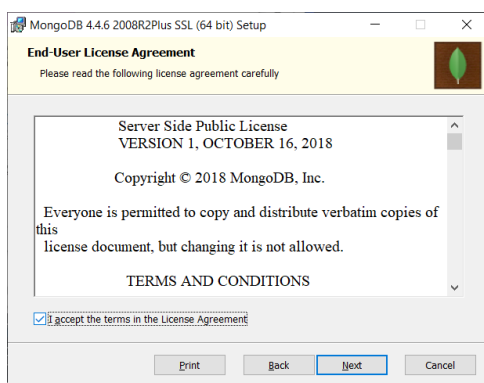 MongoDB 4.4.6 2008R2Plus SSL (64 bit) Setup
End-User License Agreement
Please read the following license agreement carefully
Server Side Public License
VERSION 1, OCTOBER 16, 2018
Copyright © 2018 MongoDB, Inc.
Everyone is permitted to copy and distribute verbatim copies of
this
license document, but changing it is not allowed.
TERMS AND CONDITIONS
I accept the terms in the License Agreement
Print Back Next Cancel